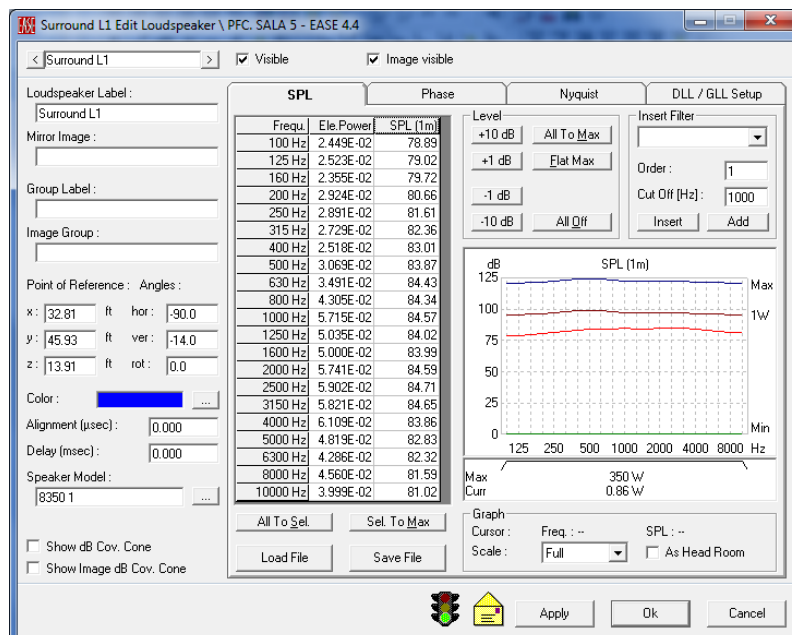 EASE Surround L1 Edit Loudspeaker \ PFC. SALA 5 - EASE 4.4
< Surround L1 > Visible Image visible
Loudspeaker Label :
Surround L1
Mirror Image :
Group Label :
Image Group :
Point of Reference : Angles :
x : 32.81 ft hor : -90.0
y : 45.93 ft ver : -14.0
z : 13.91 ft rot : 0.0
Color : ...
Alignment (µsec) : 0.000
Delay (msec) : 0.000
Speaker Model :
8350 1 ...
Show dB Cov. Cone
Show Image dB Cov. Cone
SPL Phase Nyquist DLL / GLL Setup
Frequ. Ele.Power SPL (1m)
100 Hz 2.449E-02 78.89
125 Hz 2.523E-02 79.02
160 Hz 2.355E-02 79.72
200 Hz 2.924E-02 80.66
250 Hz 2.891E-02 81.61
315 Hz 2.729E-02 82.36
400 Hz 2.518E-02 83.01
500 Hz 3.069E-02 83.87
630 Hz 3.491E-02 84.43
800 Hz 4.305E-02 84.34
1000 Hz 5.715E-02 84.57
1250 Hz 5.035E-02 84.02
1600 Hz 5.000E-02 83.99
2000 Hz 5.741E-02 84.59
2500 Hz 5.902E-02 84.71
3150 Hz 5.821E-02 84.65
4000 Hz 6.109E-02 83.86
5000 Hz 4.819E-02 82.83
6300 Hz 4.286E-02 82.32
8000 Hz 4.560E-02 81.59
10000 Hz 3.999E-02 81.02
All To Sel. Sel. To Max
Load File Save File
Level
+10 dB All To Max
+1 dB Flat Max
-1 dB
-10 dB All Off
Insert Filter
Order : 1
Cut Off [Hz] : 1000
Insert Add
dB SPL (1m)
125 Max
100 1W
75
50
25
0 Min
125 250 500 1000 2000 4000 8000 Hz
Max 350 W
Curr 0.86 W
Graph
Cursor : Freq. : -- SPL : --
Scale : Full As Head Room
Apply Ok Cancel